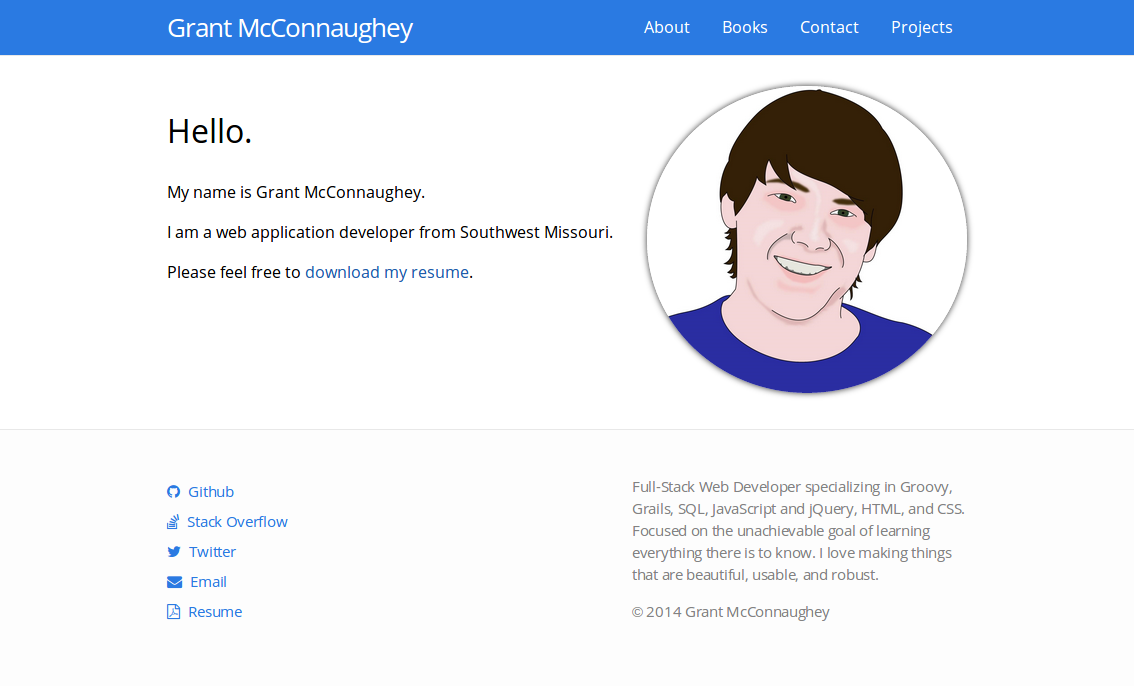 Grant McConnaughey
About Books Contact Projects
Hello.
My name is Grant McConnaughey.
I am a web application developer from Southwest Missouri.
Please feel free to download my resume.
Github
Stack Overflow
Twitter
Email
Resume
Full-Stack Web Developer specializing in Groovy,
Grails, SQL, JavaScript and jQuery, HTML, and CSS.
Focused on the unachievable goal of learning
everything there is to know. I love making things
that are beautiful, usable, and robust.
© 2014 Grant McConnaughey